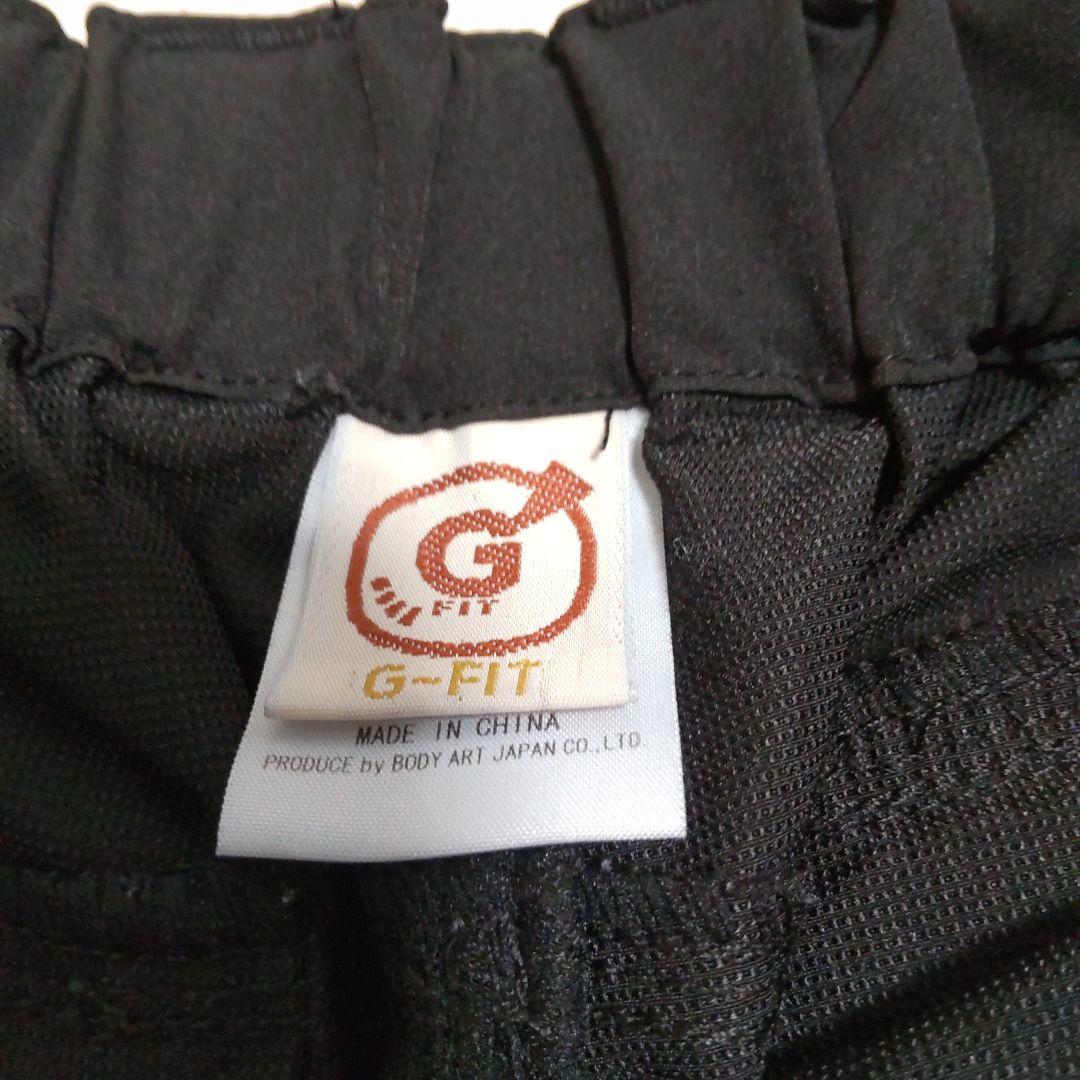 G
FIT
G-FIT
MADE IN CHINA
PRODUCE by BODY ART JAPAN CO.,LTD.